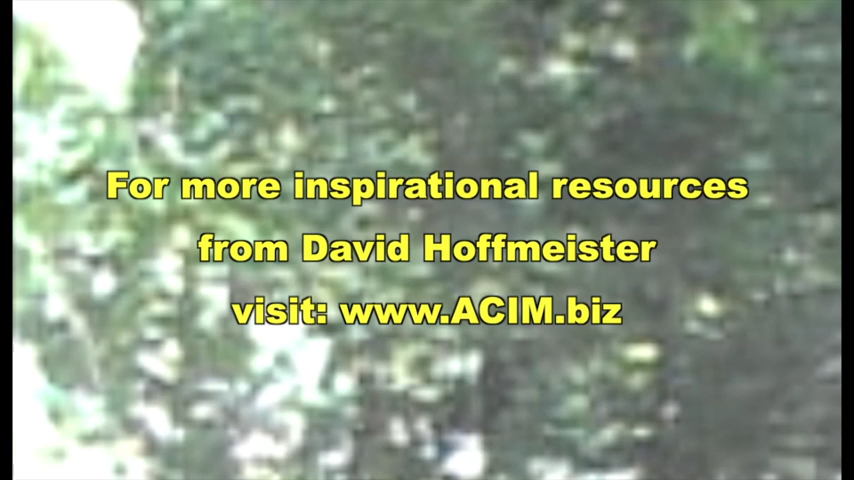 For more inspirational resources
from David Hoffmeister
visit: www.ACIM.biz